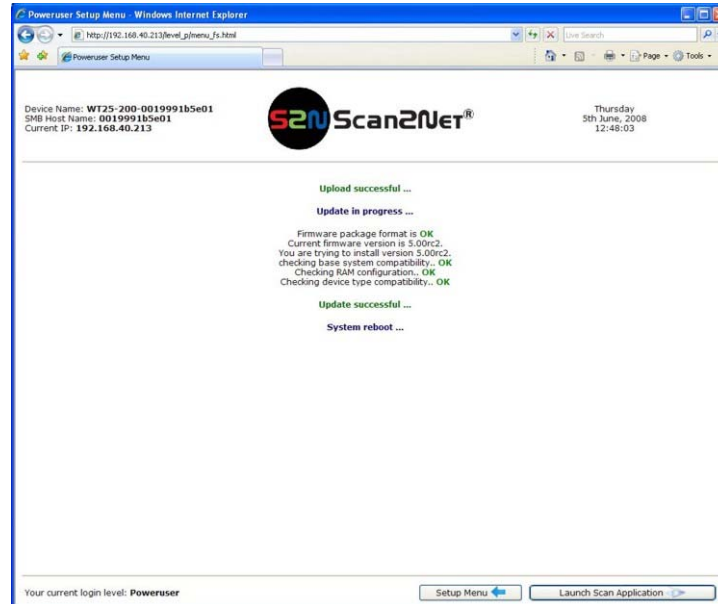 Poweruser Setup Menu - Windows Internet Explorer
http://192.168.40.213/level_p/menu_fs.html
Live Search
Poweruser Setup Menu
Page
Tools
Device Name: WT25-200-0019991b5e01
SMB Host Name: 0019991b5e01
Current IP: 192.168.40.213
S2N Scan2Net®
Thursday
5th June, 2008
12:48:03
Upload successful ...
Update in progress ...
Firmware package format is OK
Current firmware version is 5.00rc2.
You are trying to install version 5.00rc2.
checking base system compatibility.. OK
Checking RAM configuration.. OK
Checking device type compatibility.. OK
Update successful ...
System reboot ...
Your current login level: Poweruser
Setup Menu
Launch Scan Application